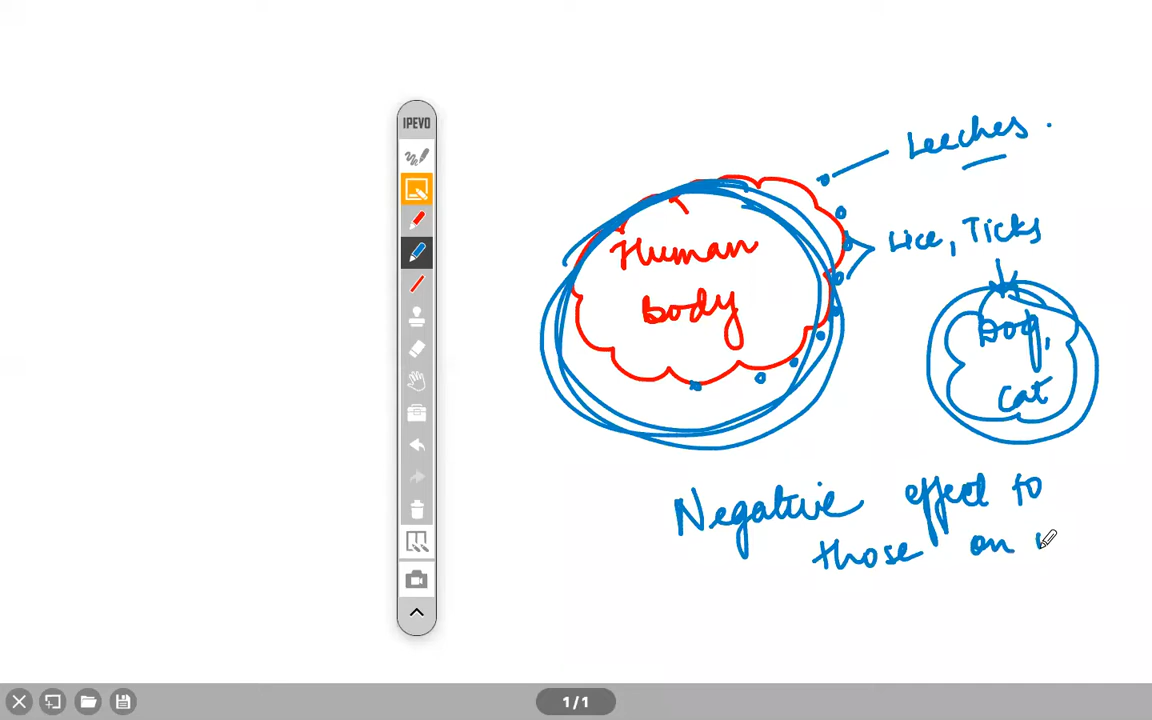 IPEVO
Leeches.
Lice, Ticks
Human
body
Dog,
cat
Negative effect to
those on
1/1